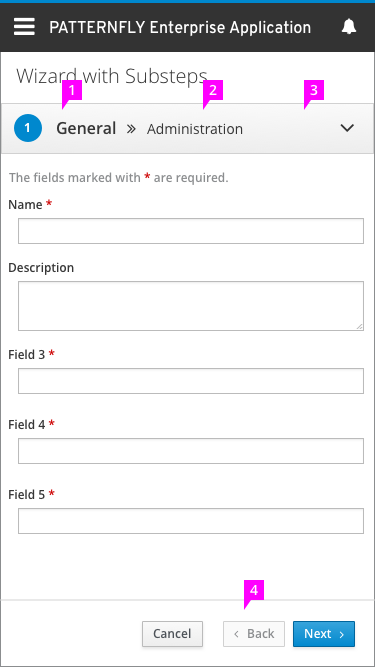 PATTERNFLY Enterprise Application
Wizard with Substeps
1 2 3
1 General » Administration
The fields marked with * are required.
Name *
Description
Field 3 *
Field 4 *
Field 5 *
4
Cancel < Back Next >